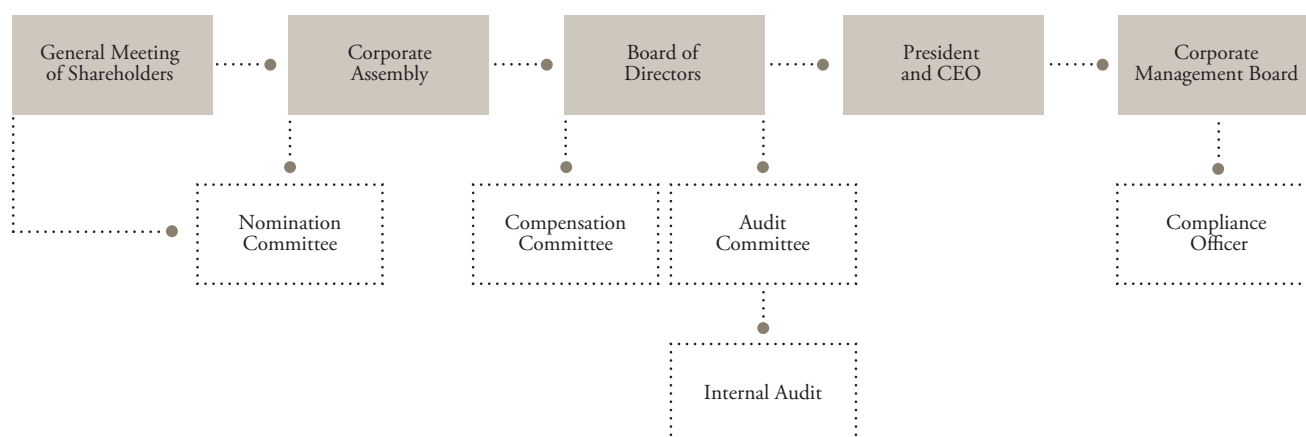 General Meeting
of Shareholders
Corporate
Assembly
Board of
Directors
President
and CEO
Corporate
Management Board
Nomination
Committee
Compensation
Committee
Audit
Committee
Compliance
Officer
Internal Audit